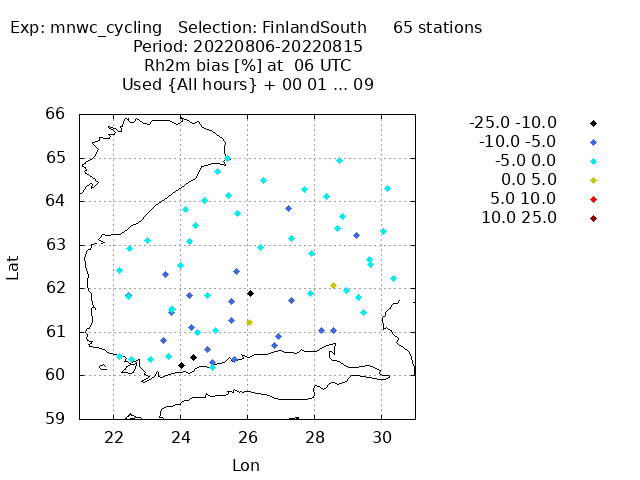 Exp: mnwc_cycling   Selection: FinlandSouth     65 stations
Period: 20220806-20220815
Rh2m bias [%] at  06 UTC
Used {All hours} + 00 01 ... 09
-25.0 -10.0
-10.0 -5.0
-5.0 0.0
0.0 5.0
5.0 10.0
10.0 25.0
66
65
64
63
62
61
60
59
Lat
22 24 26 28 30
Lon